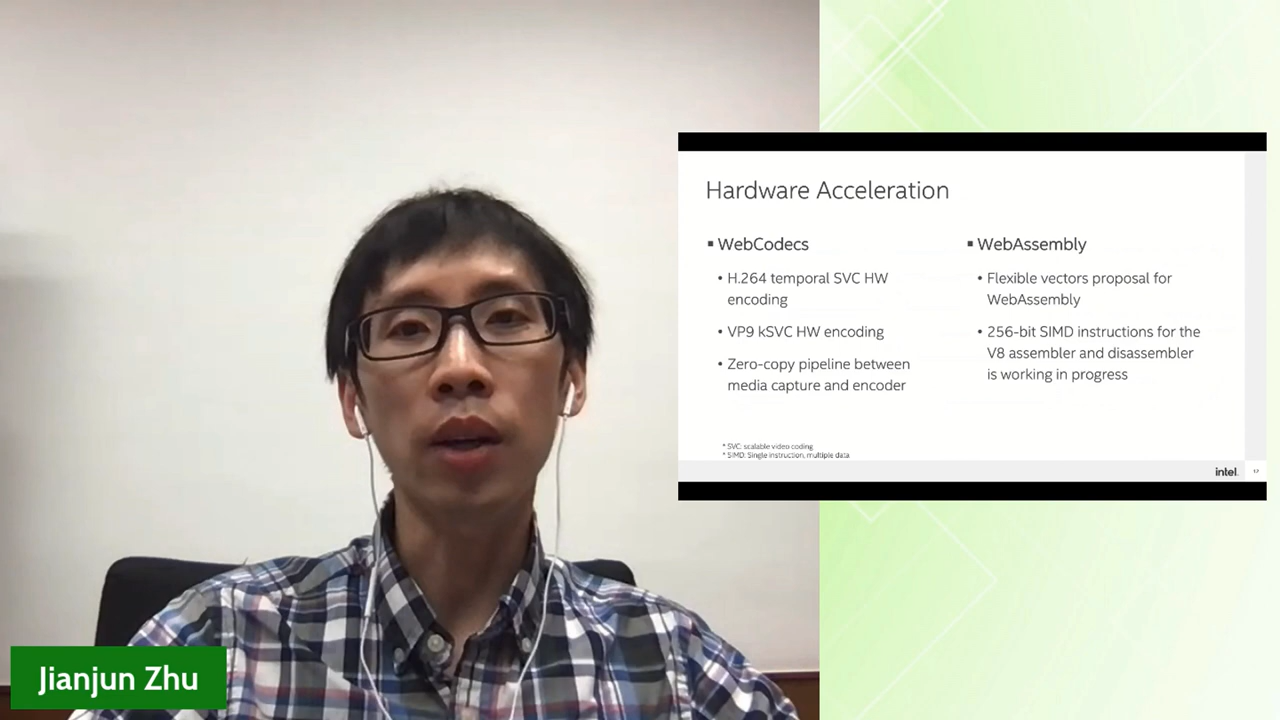 Hardware Acceleration
▪ WebCodecs
• H.264 temporal SVC HW
encoding
• VP9 kSVC HW encoding
• Zero-copy pipeline between
media capture and encoder
▪ WebAssembly
• Flexible vectors proposal for
WebAssembly
• 256-bit SIMD instructions for the
V8 assembler and disassembler
is working in progress
* SVC: scalable video coding
* SIMD: Single instruction, multiple data
intel.
17
Jianjun Zhu